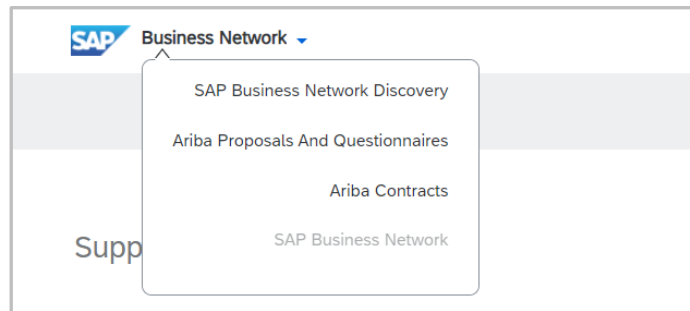 SAP Business Network
SAP Business Network Discovery
Ariba Proposals And Questionnaires
Ariba Contracts
SAP Business Network
Supp